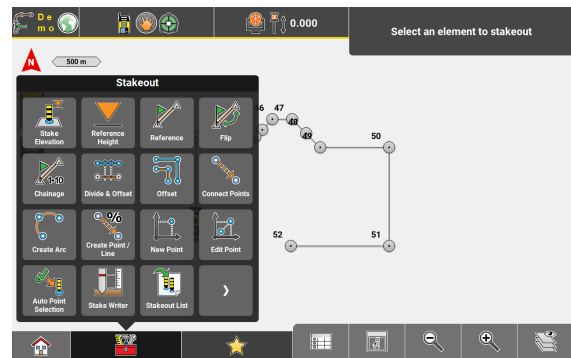 De
mo
0.000
Select an element to stakeout
N
500 m
Stakeout
Stake Elevation
Reference Height
Reference
Flip
1+10
Chainage
Divide & Offset
Offset
Connect Points
Create Arc
%
Create Point / Line
New Point
Edit Point
Auto Point Selection
Stake Writer
Stakeout List
46
47
48
49
50
51
52